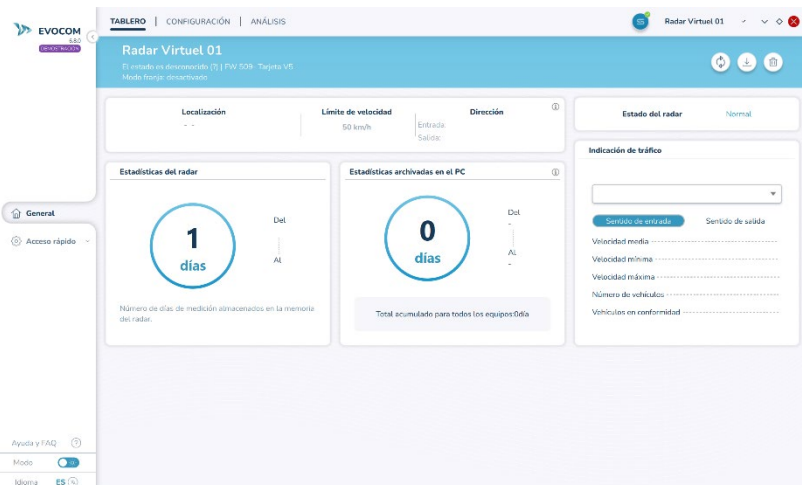 EVOCOM
6.8.0
DEMOSTRACIÓN
TABLERO | CONFIGURACIÓN | ANÁLISIS
S
Radar Virtuel 01
Radar Virtuel 01
El estado es desconocido (?) | FW 509 - Tarjeta V5
Modo franja: desactivado
Localización
- -
Límite de velocidad
50 km/h
Dirección
Entrada:
Salida:
Estado del radar
Normal
Estadísticas del radar
1
días
Del
Al
Número de días de medición almacenados en la memoria
del radar.
Estadísticas archivadas en el PC
0
días
Del
-
Al
-
Total acumulado para todos los equipos:0día
Indicación de tráfico
Sentido de entrada
Sentido de salida
Velocidad media
Velocidad mínima
Velocidad máxima
Número de vehículos
Vehículos en conformidad
General
Acceso rápido
Ayuda y FAQ ?
Modo
Idioma ES